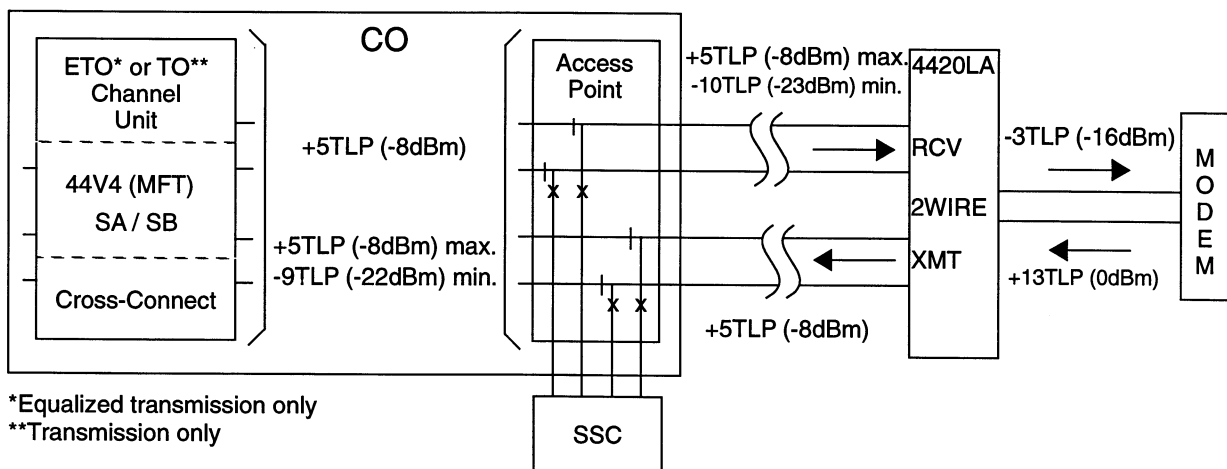 CO
ETO* or TO**
Channel
Unit
44V4 (MFT)
SA / SB
Cross-Connect
+5TLP (-8dBm)
+5TLP (-8dBm) max.
-9TLP (-22dBm) min.
Access
Point
+5TLP (-8dBm) max.
-10TLP (-23dBm) min.
+5TLP (-8dBm)
4420LA
RCV
2WIRE
XMT
-3TLP (-16dBm)
+13TLP (0dBm)
MODEM
SSC
*Equalized transmission only
**Transmission only